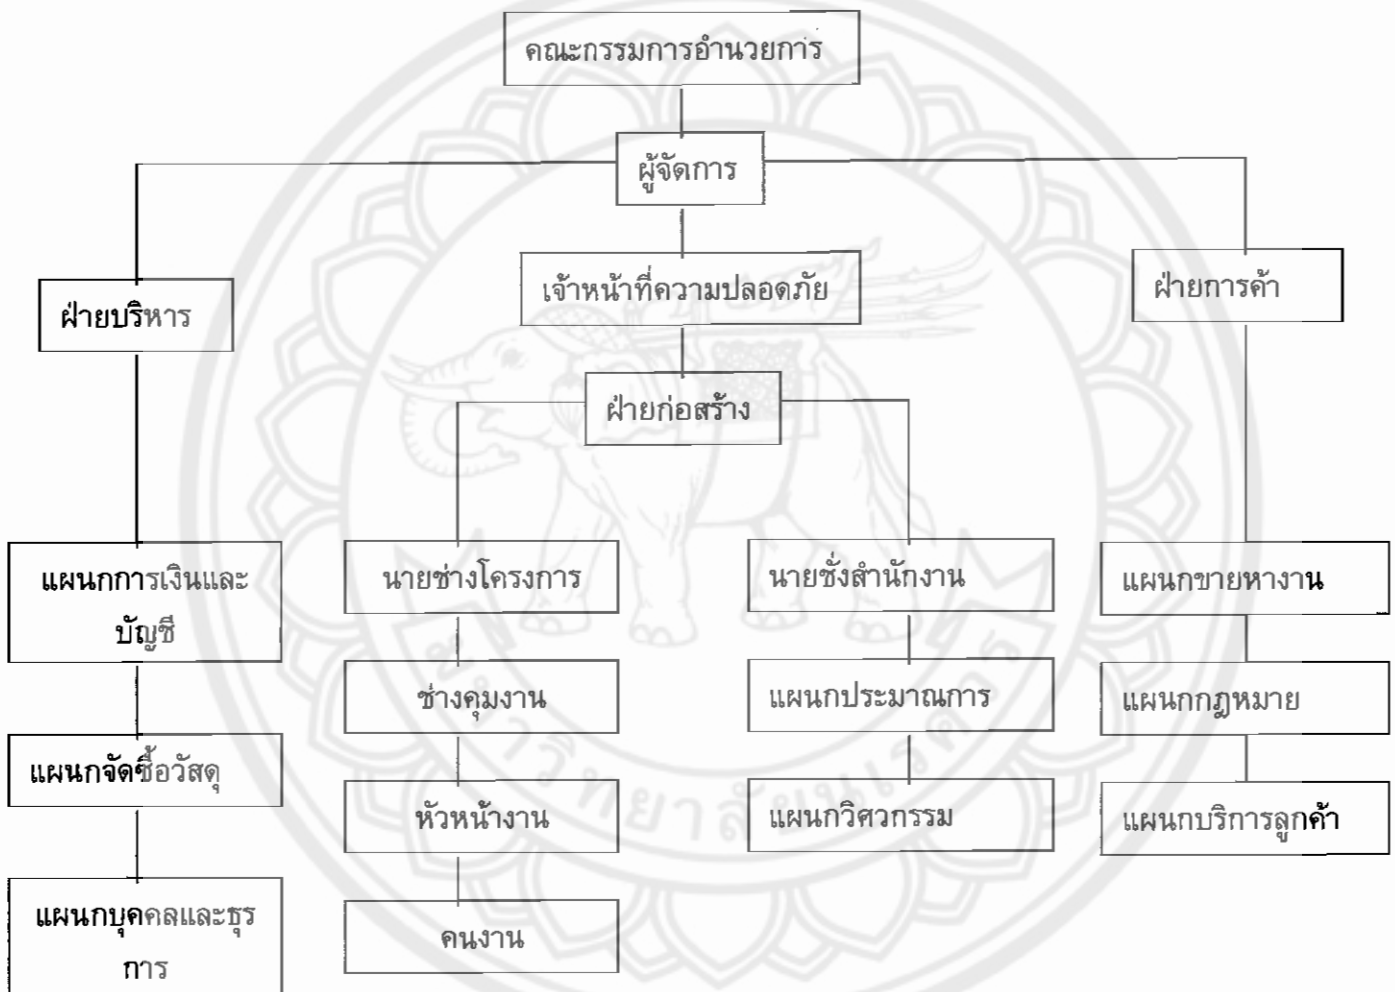 คณะกรรมการอำนวยการ
ผู้จัดการ
เจ้าหน้าที่ความปลอดภัย
ฝ่ายการค้า
ฝ่ายบริหาร
ฝ่ายก่อสร้าง
แผนกการเงินและ
บัญชี
นายช่างโครงการ
นายชั่งสำนักงาน
แผนกขายหางาน
ช่างคุมงาน
แผนกประมาณการ
แผนกกฎหมาย
แผนกจัดซื้อวัสดุ
หัวหน้างาน
แผนกวิศวกรรม
แผนกบริการลูกค้า
แผนกบุคคลและธุร
การ
คนงาน